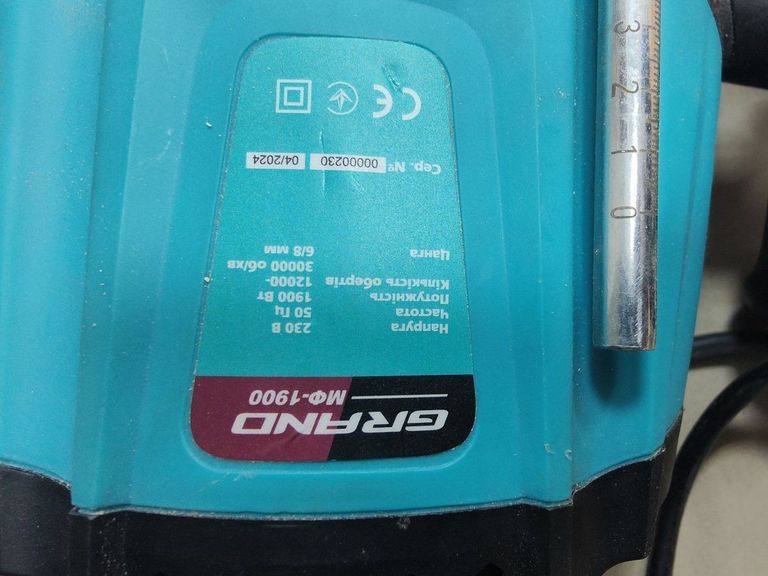 GRAND
МФ-1900
Напруга 230 В
Частота 50 Гц
Потужність 1900 Вт
Кількість обертів 12000-
30000 об/хв
Цанга 6/8 мм
Сер. № 00000230 04/2024
CE
0
1
2
3